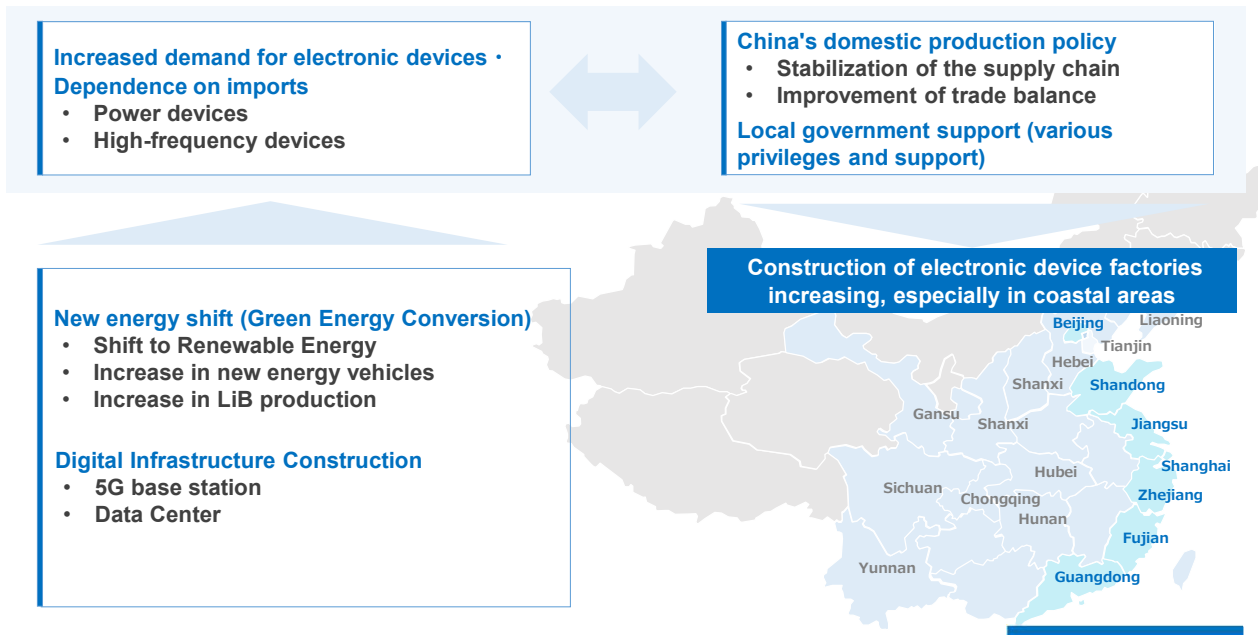 Increased demand for electronic devices・
Dependence on imports
• Power devices
• High-frequency devices
China's domestic production policy
• Stabilization of the supply chain
• Improvement of trade balance
Local government support (various
privileges and support)
New energy shift (Green Energy Conversion)
• Shift to Renewable Energy
• Increase in new energy vehicles
• Increase in LiB production
Digital Infrastructure Construction
• 5G base station
• Data Center
Construction of electronic device factories
increasing, especially in coastal areas
Beijing
Liaoning
Tianjin
Hebei
Shanxi
Shandong
Gansu
Shanxi
Jiangsu
Shanghai
Hubei
Sichuan
Chongqing
Zhejiang
Hunan
Fujian
Yunnan
Guangdong